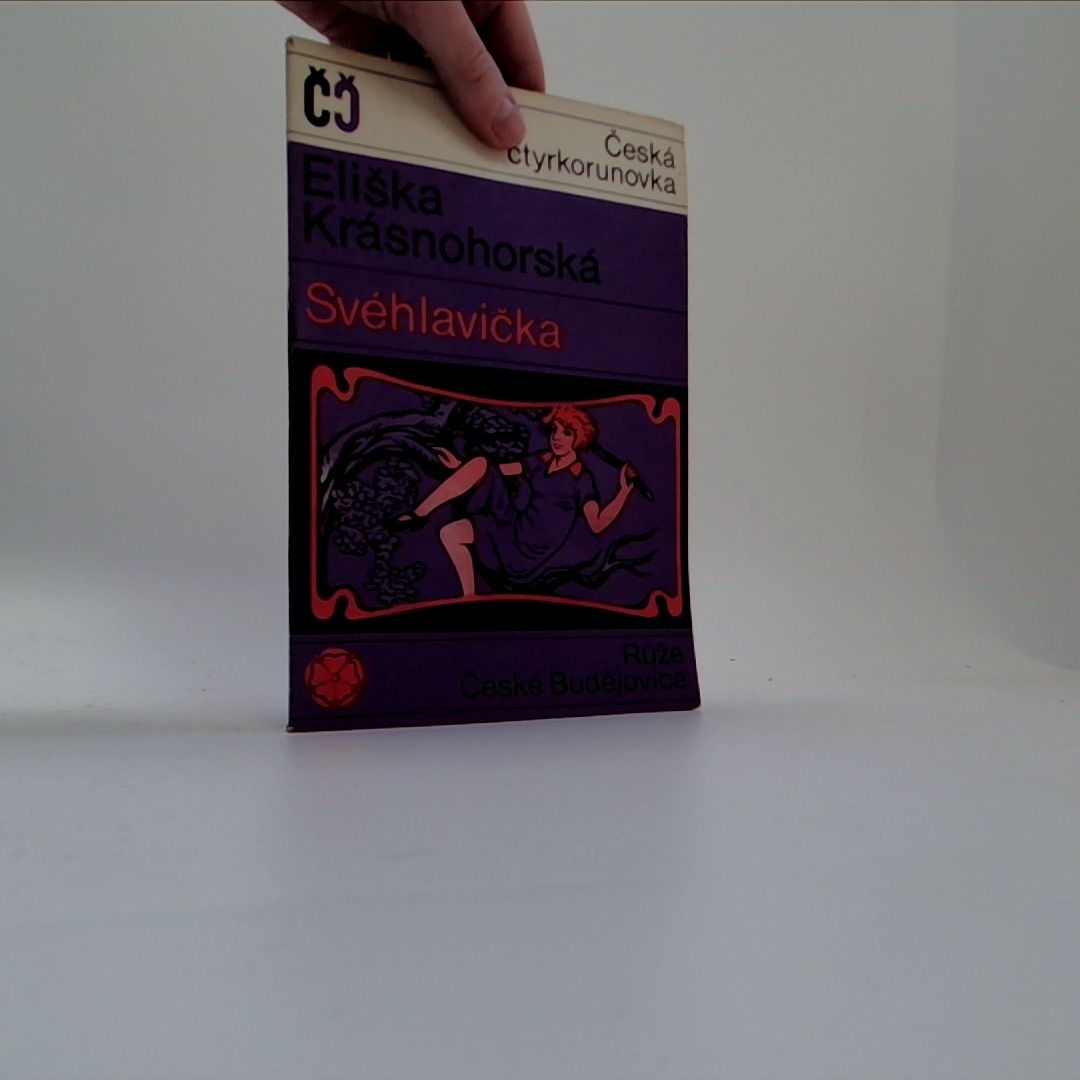 ČČ
Česká
čtyrkorunovka
Eliška
Krásnohorská
Svéhlavička
Růže
České Budějovice